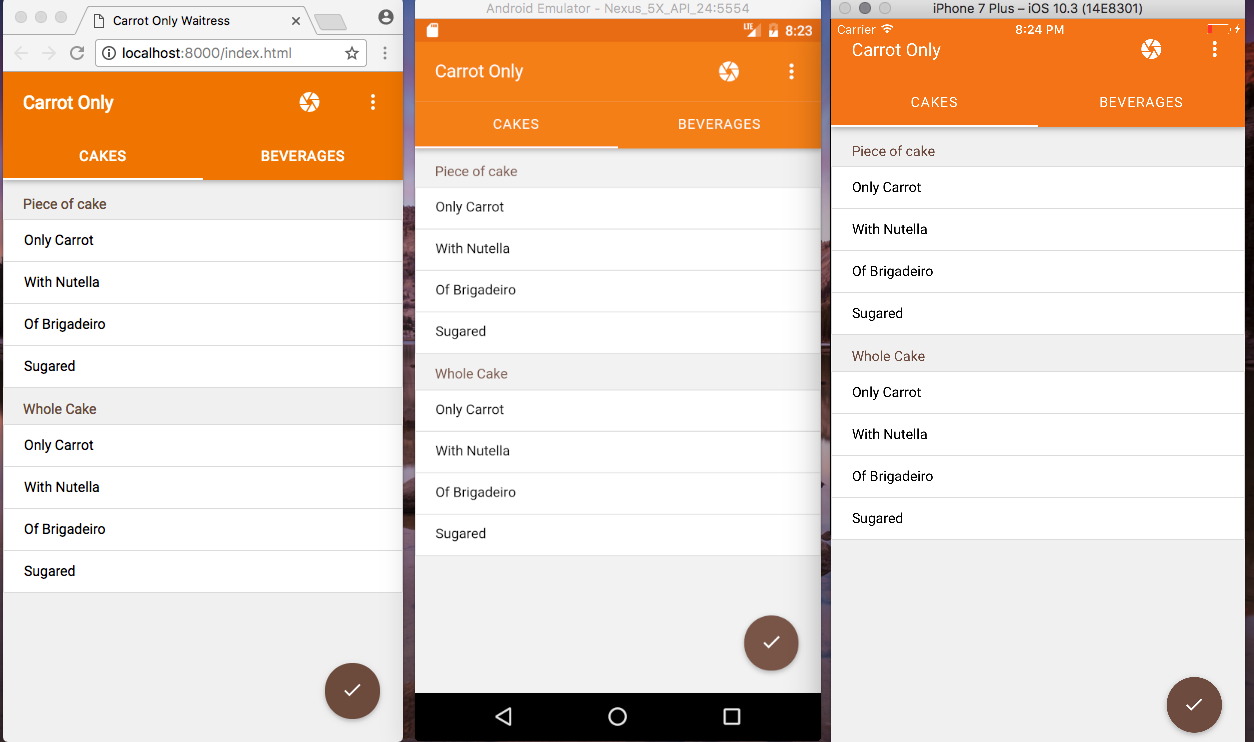 Carrot Only Waitress
localhost:8000/index.html
Carrot Only
CAKES BEVERAGES
Piece of cake
Only Carrot
With Nutella
Of Brigadeiro
Sugared
Whole Cake
Only Carrot
With Nutella
Of Brigadeiro
Sugared
Android Emulator - Nexus_5X_API_24:5554
LTE 8:23
Carrot Only
CAKES BEVERAGES
Piece of cake
Only Carrot
With Nutella
Of Brigadeiro
Sugared
Whole Cake
Only Carrot
With Nutella
Of Brigadeiro
Sugared
iPhone 7 Plus – iOS 10.3 (14E8301)
Carrier 8:24 PM
Carrot Only
CAKES BEVERAGES
Piece of cake
Only Carrot
With Nutella
Of Brigadeiro
Sugared
Whole Cake
Only Carrot
With Nutella
Of Brigadeiro
Sugared